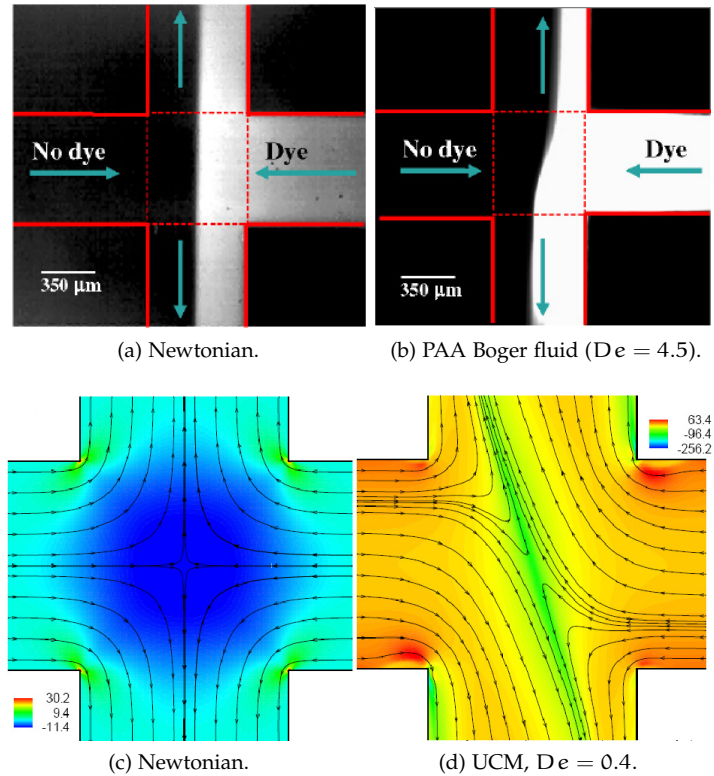 No dye
Dye
350 μm
No dye
Dye
350 μm
(a) Newtonian.
(b) PAA Boger fluid (De = 4.5).
63.4
-96.4
-256.2
30.2
9.4
-11.4
(c) Newtonian.
(d) UCM, De = 0.4.